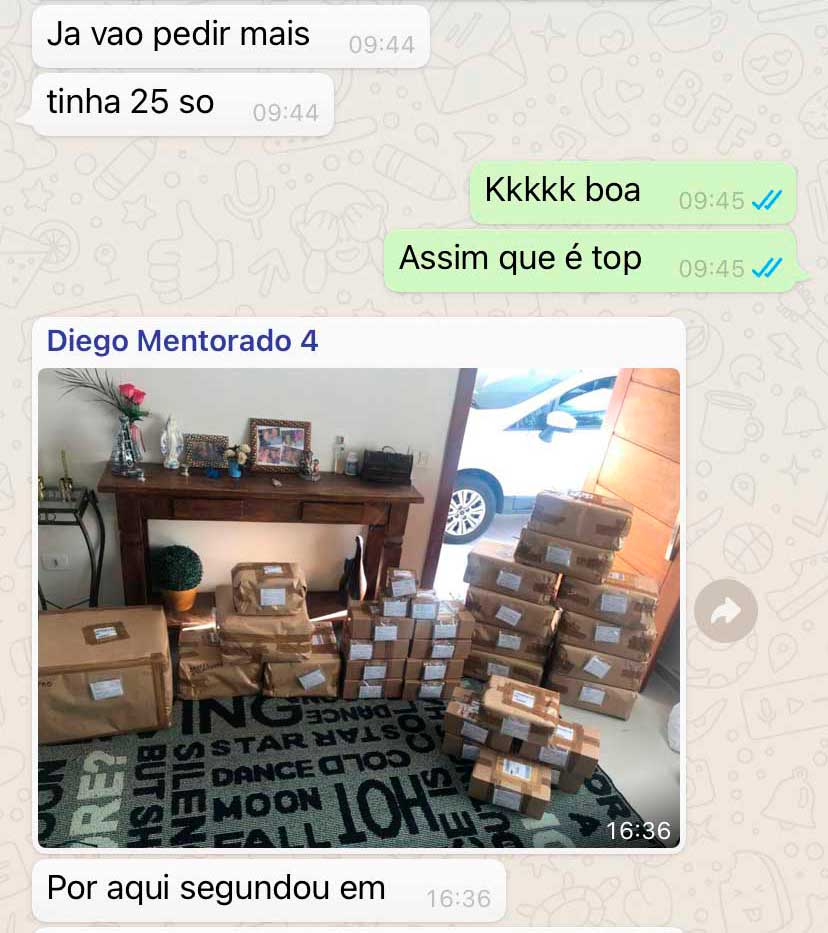 Ja vao pedir mais 09:44
tinha 25 so 09:44
Kkkkk boa 09:45
Assim que é top 09:45
Diego Mentorado 4
ING
DANCE
STAR STAR
COLD
DANCE
BUT SILEN
MOON HOT
FALL
RE?
16:36
Por aqui segundou em 16:36